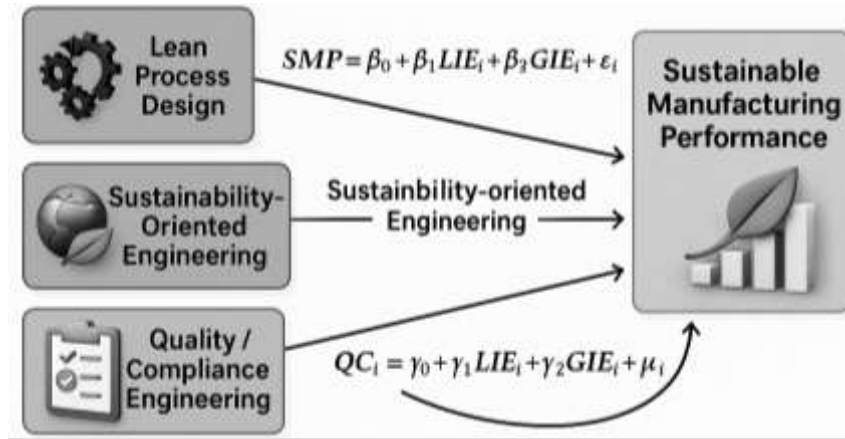 Lean
Process
Design
SMP = β₀ + β₁LIEᵢ + β₂GIEᵢ + εᵢ
Sustainable
Manufacturing
Performance
Sustainability-
Oriented
Engineering
Sustainbility-oriented
Engineering
Quality /
Compliance
Engineering
QCᵢ = γ₀ + γ₁LIEᵢ + γ₂GIEᵢ + μᵢ